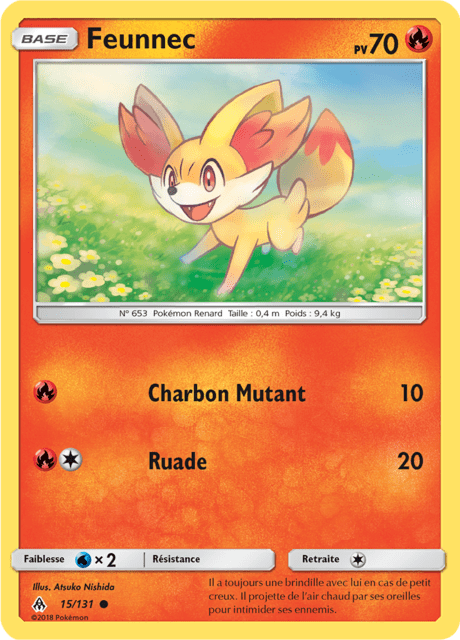 BASE Feunnec PV70
N° 653 Pokémon Renard Taille : 0,4 m Poids : 9,4 kg
Charbon Mutant 10
Ruade 20
Faiblesse ×2 Résistance Retraite
Illus. Atsuko Nishida
15/131
©2018 Pokémon
Il a toujours une brindille avec lui en cas de petit
creux. Il projette de l'air chaud par ses oreilles
pour intimider ses ennemis.